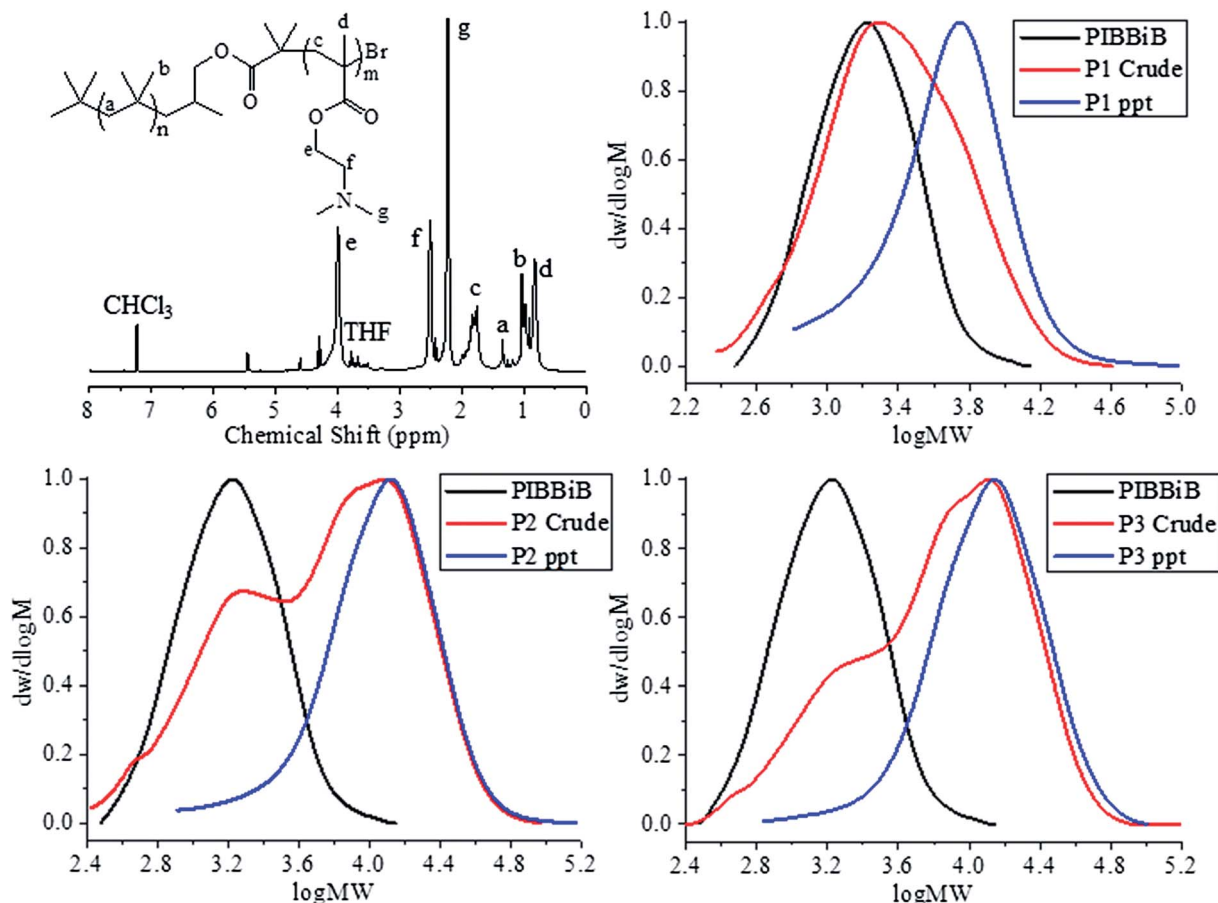 d
c
Br
m
b
O
O
a
n
O
O
e
f
N
g
g
e
f
b
d
CHCl3
THF
c
a
8 7 6 5 4 3 2 1 0
Chemical Shift (ppm)
1.0
0.8
0.6
0.4
0.2
0.0
dw/dlogM
PIBBiB
P1 Crude
P1 ppt
2.2 2.6 3.0 3.4 3.8 4.2 4.6 5.0
logMW
1.0
0.8
0.6
0.4
0.2
0.0
dw/dlogM
PIBBiB
P2 Crude
P2 ppt
2.4 2.8 3.2 3.6 4.0 4.4 4.8 5.2
logMW
1.0
0.8
0.6
0.4
0.2
0.0
dw/dlogM
PIBBiB
P3 Crude
P3 ppt
2.4 2.8 3.2 3.6 4.0 4.4 4.8 5.2
logMW